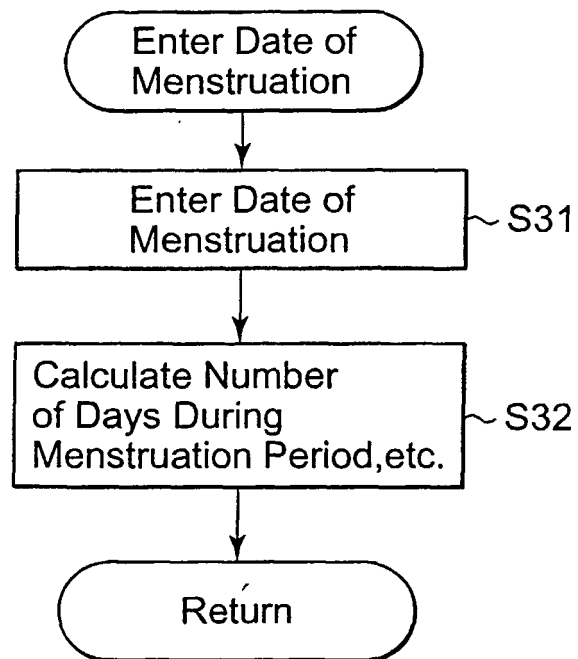 Enter Date of
Menstruation
Enter Date of
Menstruation
S31
Calculate Number
of Days During
Menstruation Period,etc.
S32
Return